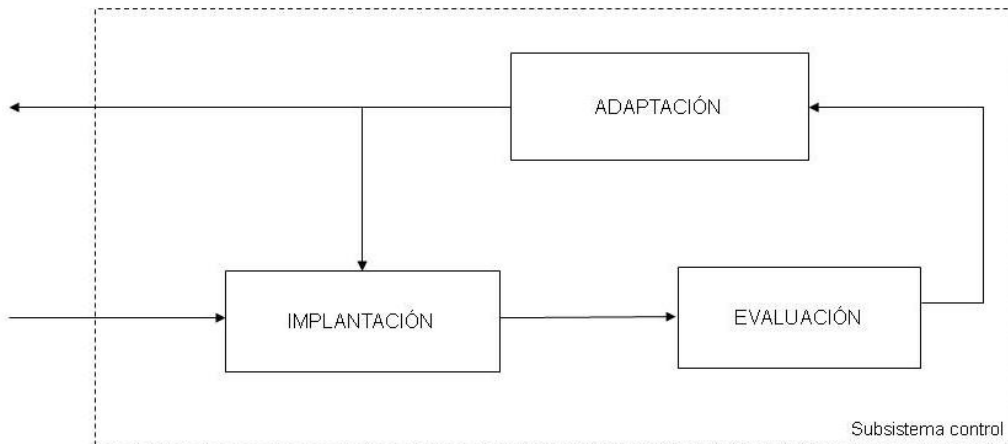 ADAPTACIÓN
IMPLANTACIÓN
EVALUACIÓN
Subsistema control